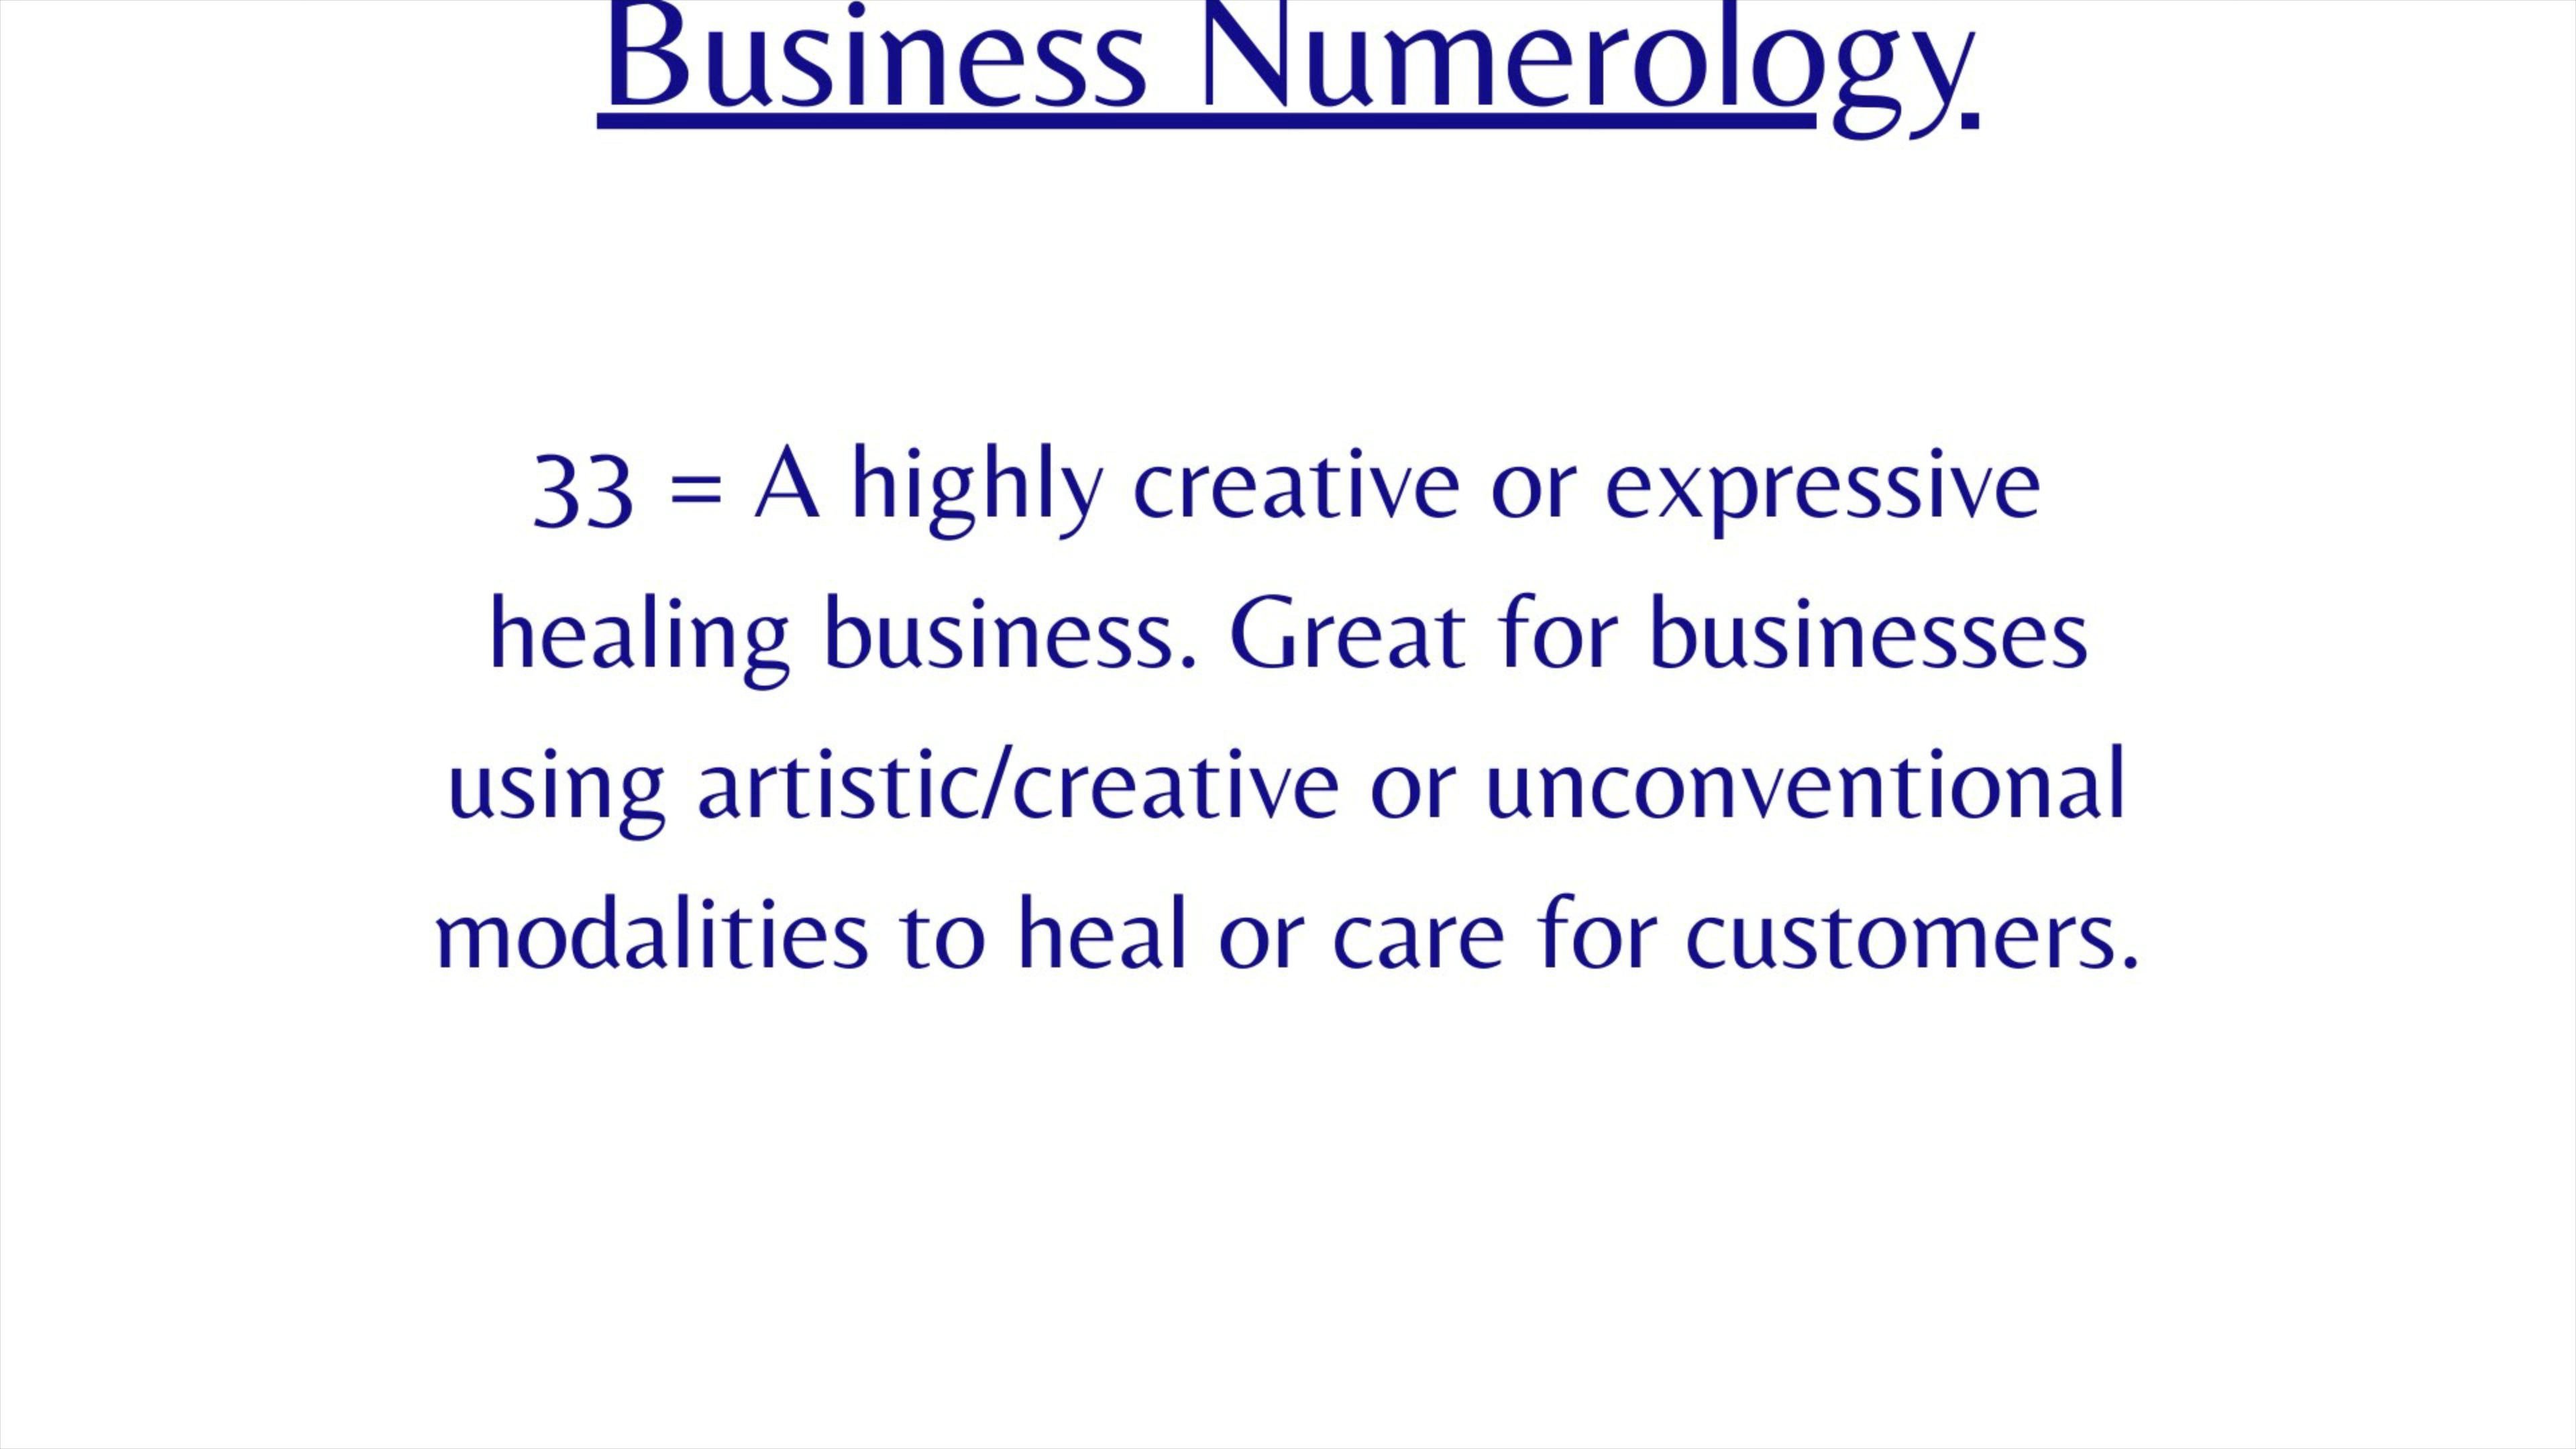 Business Numerology
33 = A highly creative or expressive
healing business. Great for businesses
using artistic/creative or unconventional
modalities to heal or care for customers.